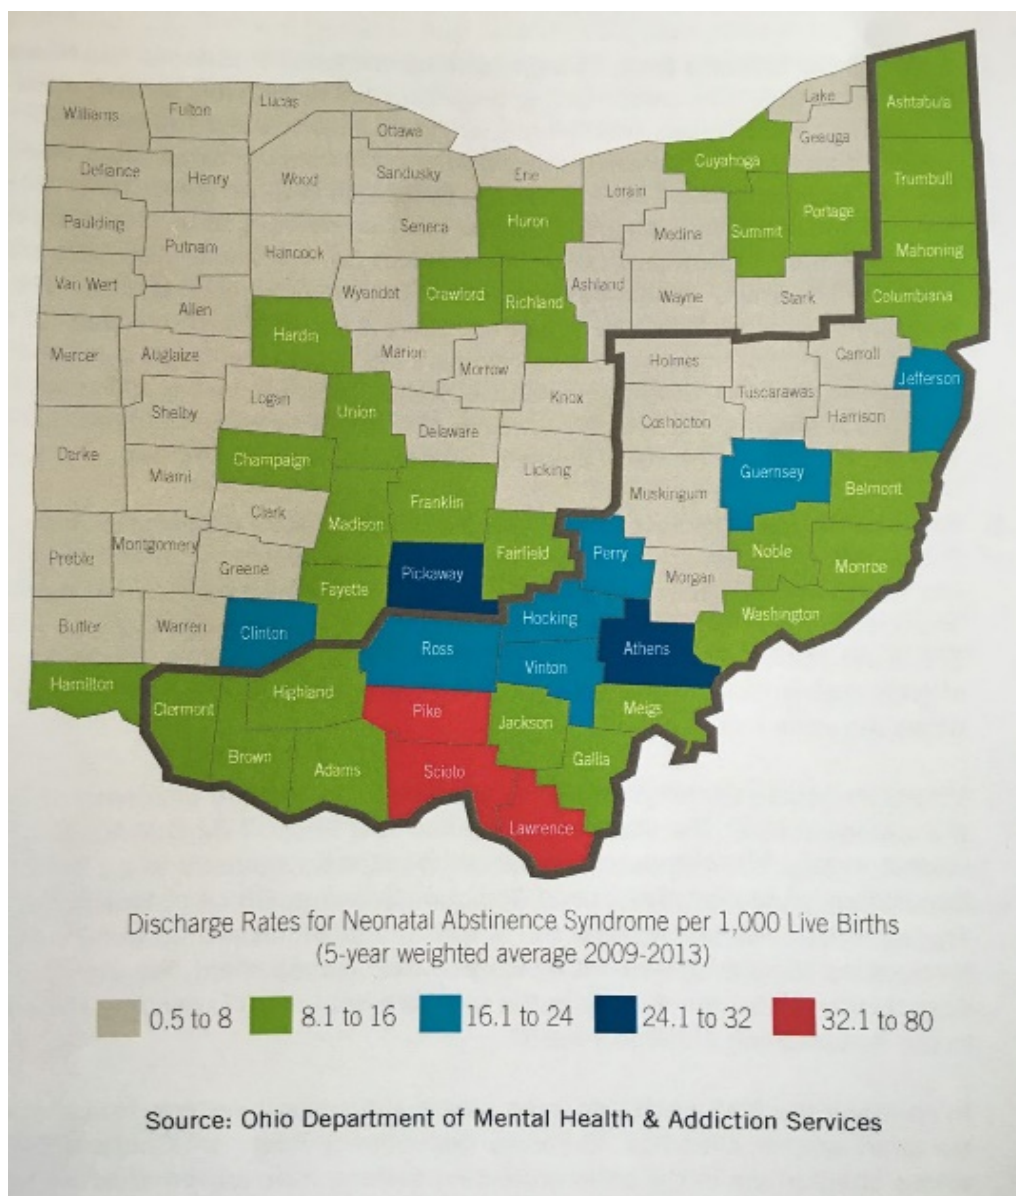 Lake
Ashtabula
Lucas
Williams
Fulton
Geauga
Ottawa
Cuyahoga
Defiance
Henry
Wood
Sandusky
Erie
Lorain
Trumbull
Paulding
Seneca
Huron
Portage
Putnam
Hancock
Medina
Summit
Mahoning
Van Wert
Wyandot
Crawford
Richland
Ashland
Wayne
Stark
Columbiana
Allen
Hardin
Mercer
Auglaize
Marion
Morrow
Holmes
Carroll
Jefferson
Logan
Knox
Tuscarawas
Shelby
Union
Delaware
Coshocton
Harrison
Darke
Miami
Champaign
Licking
Muskingum
Guernsey
Belmont
Clark
Madison
Franklin
Preble
Montgomery
Greene
Fayette
Pickaway
Fairfield
Perry
Morgan
Noble
Monroe
Butler
Warren
Clinton
Ross
Hocking
Vinton
Athens
Washington
Hamilton
Clermont
Highland
Pike
Jackson
Meigs
Brown
Adams
Scioto
Gallia
Lawrence
Discharge Rates for Neonatal Abstinence Syndrome per 1,000 Live Births
(5-year weighted average 2009-2013)
0.5 to 8 8.1 to 16 16.1 to 24 24.1 to 32 32.1 to 80
Source: Ohio Department of Mental Health & Addiction Services